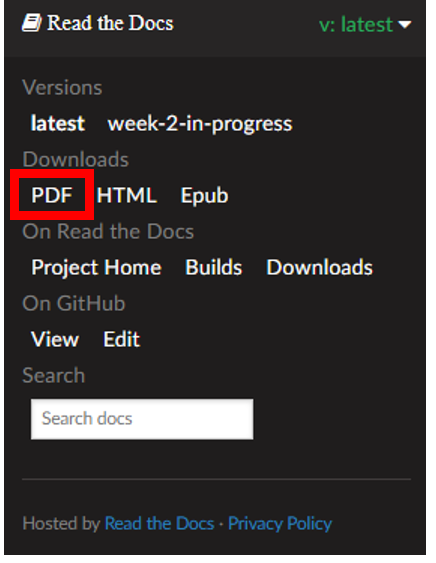 Read the Docs v: latest
Versions
latest week-2-in-progress
Downloads
PDF HTML Epub
On Read the Docs
Project Home Builds Downloads
On GitHub
View Edit
Search
Search docs
Hosted by Read the Docs · Privacy Policy